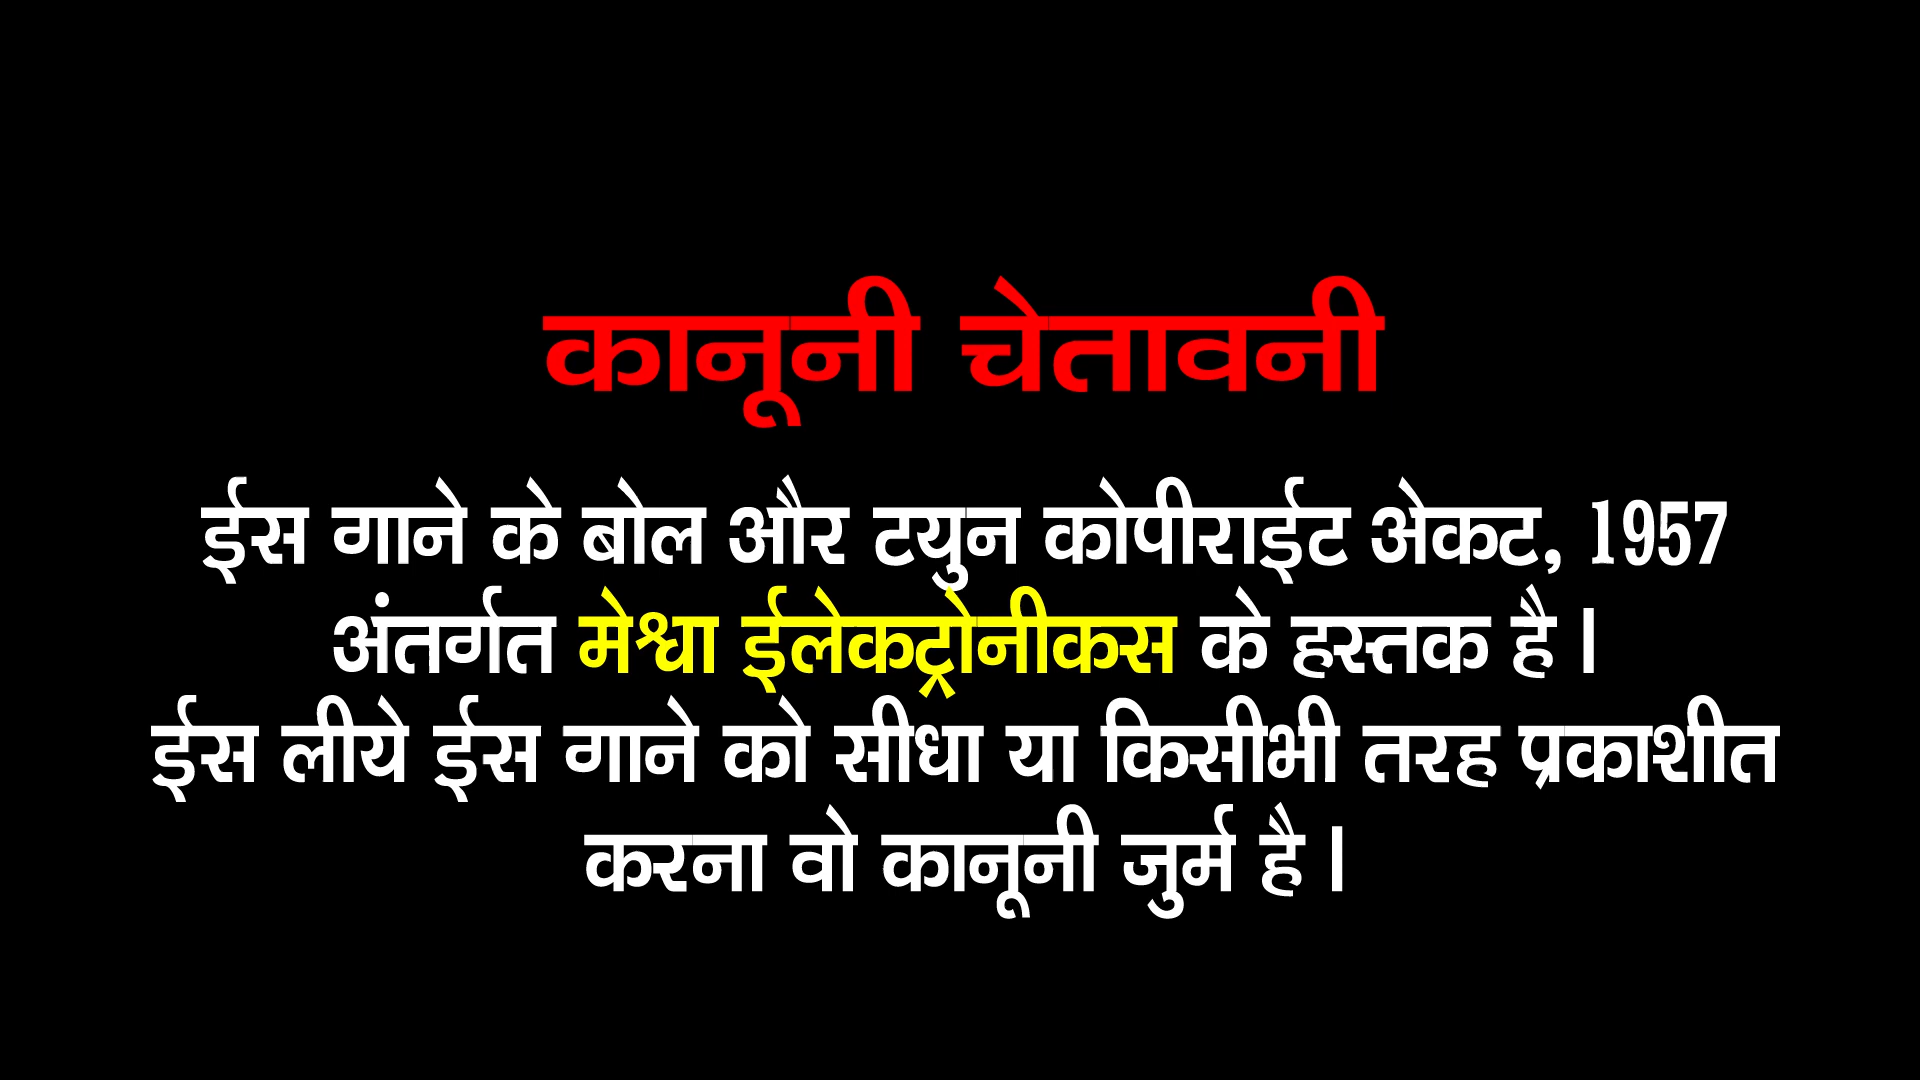 कानूनी चेतावनी
ईस गाने के बोल और टयुन कोपीराईट अेकट, 1957
अंतर्गत मेश्वा ईलेकट्रोनीकस के हस्तक है ।
ईस लीये ईस गाने को सीधा या किसीभी तरह प्रकाशीत
करना वो कानूनी जुर्म है ।